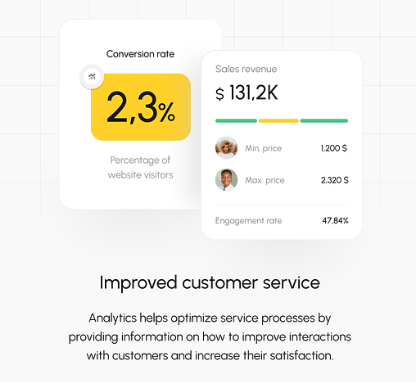 Conversion rate
2,3%
Percentage of
website visitors
Sales revenue
$ 131,2K
Min. price 1.200 $
Max. price 2.320 $
Engagement rate 47,84%
Improved customer service
Analytics helps optimize service processes by
providing information on how to improve interactions
with customers and increase their satisfaction.